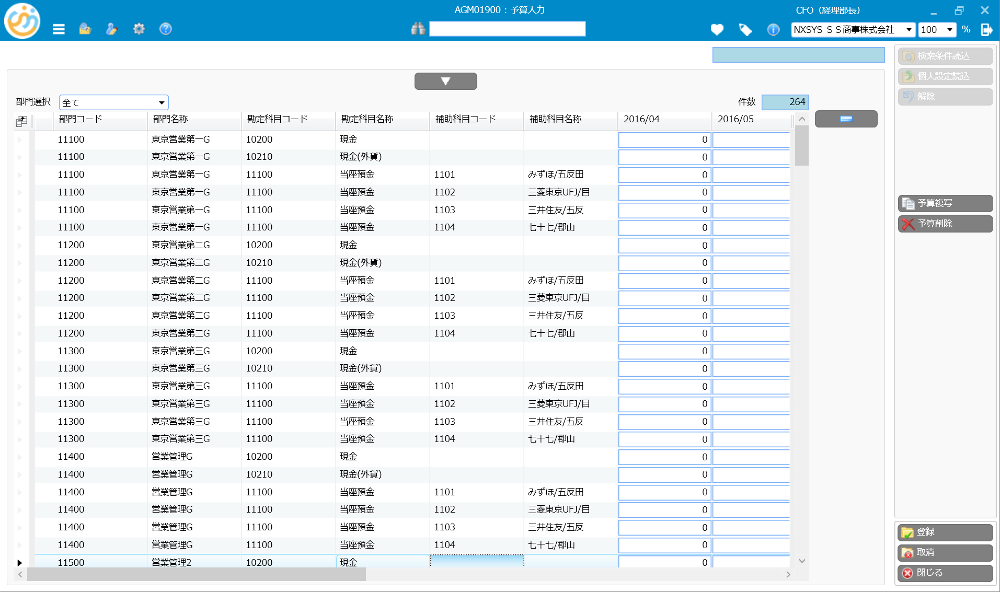 AGM01900：予算入力
CFO（経理部長）
NXSYS ＳＳ商事株式会社 100 %
検索条件読込
個人設定読込
解除
部門選択 全て 件数 264
部門コード 部門名称 勘定科目コード 勘定科目名称 補助科目コード 補助科目名称 2016/04 2016/05
11100 東京営業第一G 10200 現金 0
11100 東京営業第一G 10210 現金(外貨) 0
11100 東京営業第一G 11100 当座預金 1101 みずほ/五反田 0
11100 東京営業第一G 11100 当座預金 1102 三菱東京UFJ/目 0
11100 東京営業第一G 11100 当座預金 1103 三井住友/五反 0
11100 東京営業第一G 11100 当座預金 1104 七十七/郡山 0
11200 東京営業第二G 10200 現金 0
11200 東京営業第二G 10210 現金(外貨) 0
11200 東京営業第二G 11100 当座預金 1101 みずほ/五反田 0
11200 東京営業第二G 11100 当座預金 1102 三菱東京UFJ/目 0
11200 東京営業第二G 11100 当座預金 1103 三井住友/五反 0
11200 東京営業第二G 11100 当座預金 1104 七十七/郡山 0
11300 東京営業第三G 10200 現金 0
11300 東京営業第三G 10210 現金(外貨) 0
11300 東京営業第三G 11100 当座預金 1101 みずほ/五反田 0
11300 東京営業第三G 11100 当座預金 1102 三菱東京UFJ/目 0
11300 東京営業第三G 11100 当座預金 1103 三井住友/五反 0
11300 東京営業第三G 11100 当座預金 1104 七十七/郡山 0
11400 営業管理G 10200 現金 0
11400 営業管理G 10210 現金(外貨) 0
11400 営業管理G 11100 当座預金 1101 みずほ/五反田 0
11400 営業管理G 11100 当座預金 1102 三菱東京UFJ/目 0
11400 営業管理G 11100 当座預金 1103 三井住友/五反 0
11400 営業管理G 11100 当座預金 1104 七十七/郡山 0
11500 営業管理2 10200 現金 0
予算複写
予算削除
登録
取消
閉じる